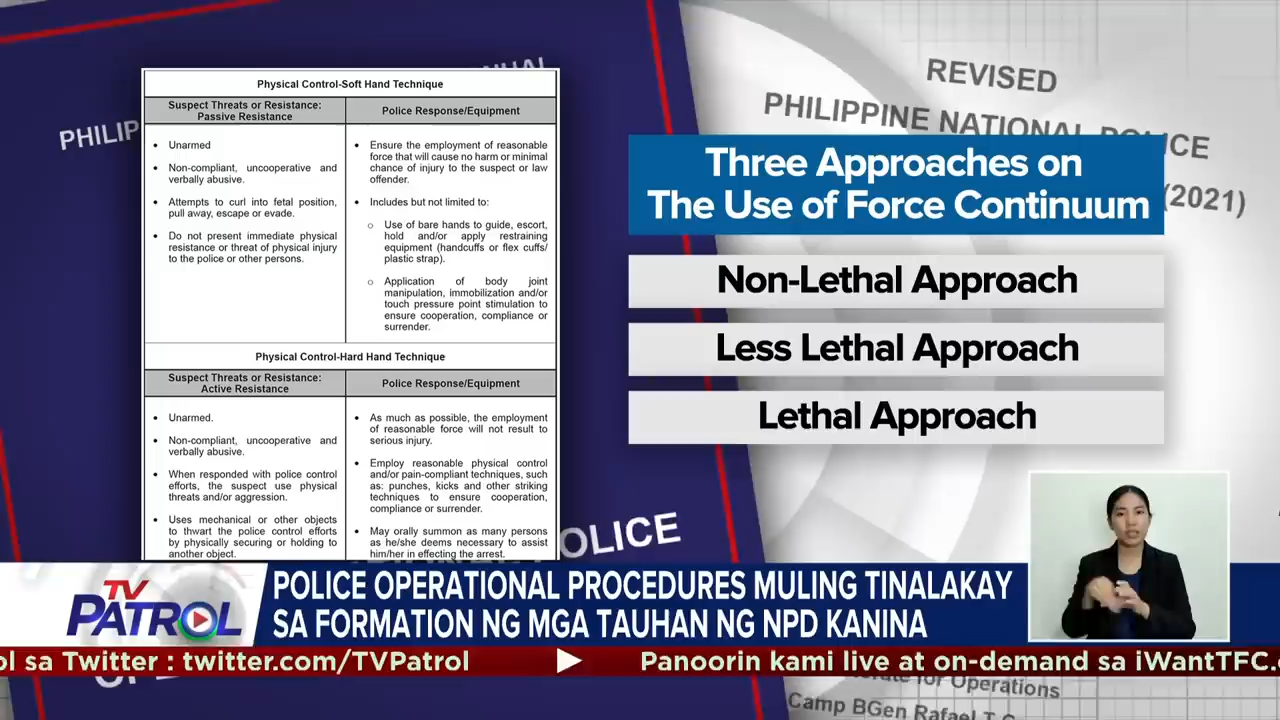 REVISED
PHILIPPINE NATIONAL POLICE
(2021)
Physical Control-Soft Hand Technique
Suspect Threats or Resistance:
Passive Resistance
Police Response/Equipment
• Unarmed
• Non-compliant, uncooperative and
verbally abusive.
• Attempts to curl into fetal position,
pull away, escape or evade.
• Do not present immediate physical
resistance or threat of physical injury
to the police or other persons.
• Ensure the employment of reasonable
force that will cause no harm or minimal
chance of injury to the suspect or law
offender.
• Includes but not limited to:
o Use of bare hands to guide, escort,
hold and/or apply restraining
equipment (handcuffs or flex cuffs/
plastic strap).
o Application of body joint
manipulation, immobilization and/or
touch pressure point stimulation to
ensure cooperation, compliance or
surrender.
Physical Control-Hard Hand Technique
Suspect Threats or Resistance:
Active Resistance
Police Response/Equipment
• Unarmed.
• Non-compliant, uncooperative and
verbally abusive.
• When responded with police control
efforts, the suspect use physical
threats and/or aggression.
• Uses mechanical or other objects
to thwart the police control efforts
by physically securing or holding to
another object.
• As much as possible, the employment
of reasonable force will not result to
serious injury.
• Employ reasonable physical control
and/or pain-compliant techniques, such
as: punches, kicks and other striking
techniques to ensure cooperation,
compliance or surrender.
• May orally summon as many persons
as he/she deems necessary to assist
him/her in effecting the arrest.
Three Approaches on
The Use of Force Continuum
Non-Lethal Approach
Less Lethal Approach
Lethal Approach
TV
PATROL
POLICE OPERATIONAL PROCEDURES MULING TINALAKAY
SA FORMATION NG MGA TAUHAN NG NPD KANINA
sa Twitter : twitter.com/TVPatrol Panoorin kami live at on-demand sa iWantTFC.
for Operations
Camp BGen Rafael T